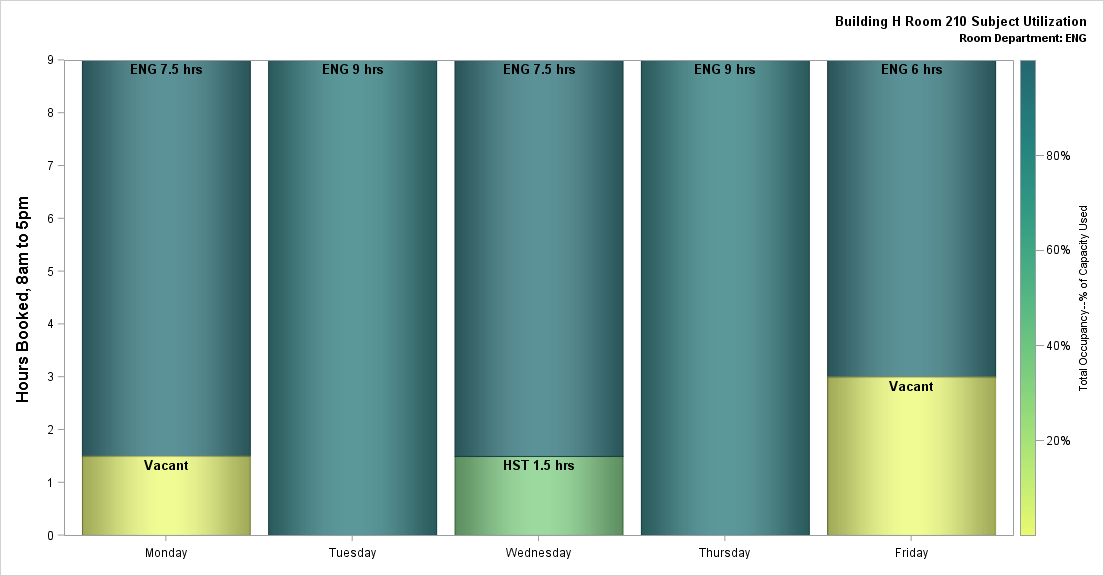 Building H Room 210 Subject Utilization
Room Department: ENG
Hours Booked, 8am to 5pm
9
8
7
6
5
4
3
2
1
0
ENG 7.5 hrs
Vacant
ENG 9 hrs
ENG 7.5 hrs
HST 1.5 hrs
ENG 9 hrs
ENG 6 hrs
Vacant
Monday
Tuesday
Wednesday
Thursday
Friday
80%
60%
40%
20%
Total Occupancy--% of Capacity Used